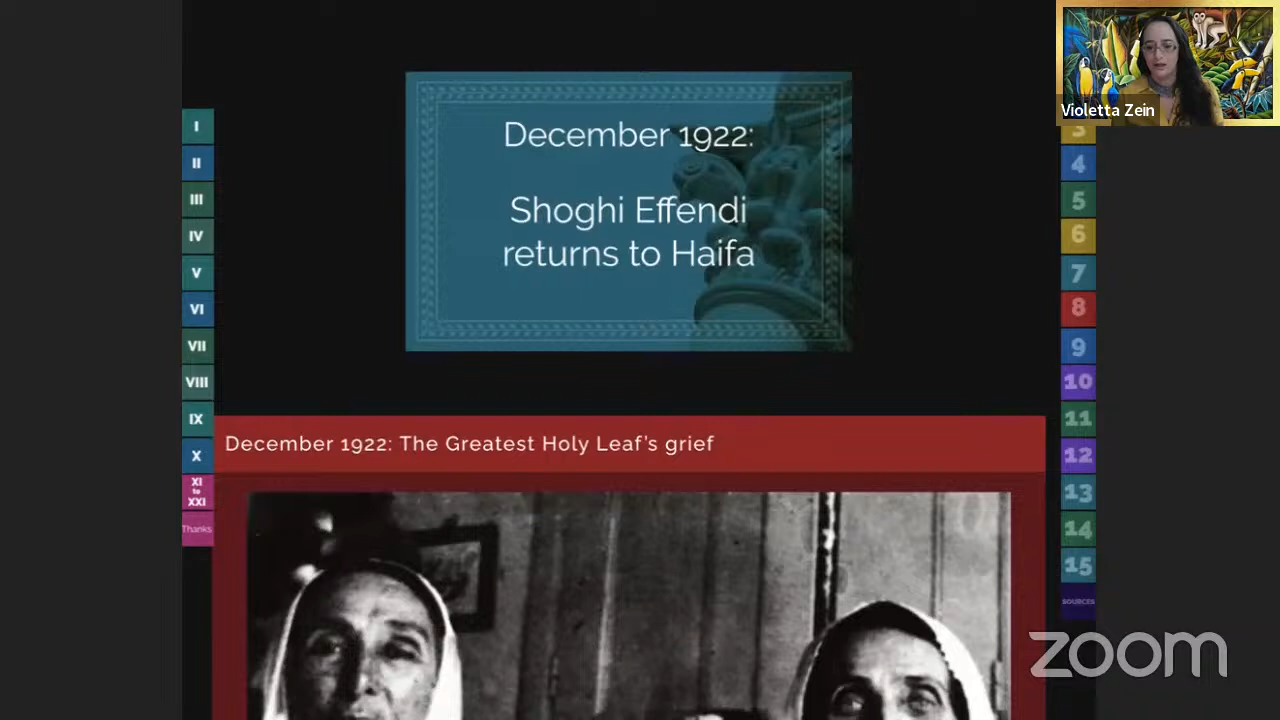 Violetta Zein
December 1922:
Shoghi Effendi
returns to Haifa
I
II
III
IV
V
VI
VII
VIII
IX
X
XI
to
XXI
Thanks
December 1922: The Greatest Holy Leaf's grief
3
4
5
6
7
8
9
10
11
12
13
14
15
SOURCES
zoom